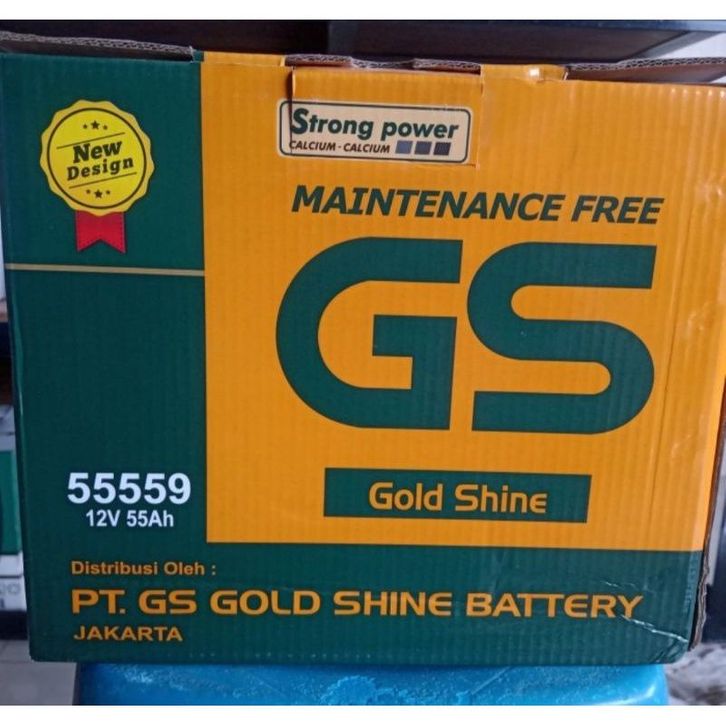 New
Design
Strong power
CALCIUM - CALCIUM
MAINTENANCE FREE
GS
Gold Shine
55559
12V 55Ah
Distribusi Oleh :
PT. GS GOLD SHINE BATTERY
JAKARTA